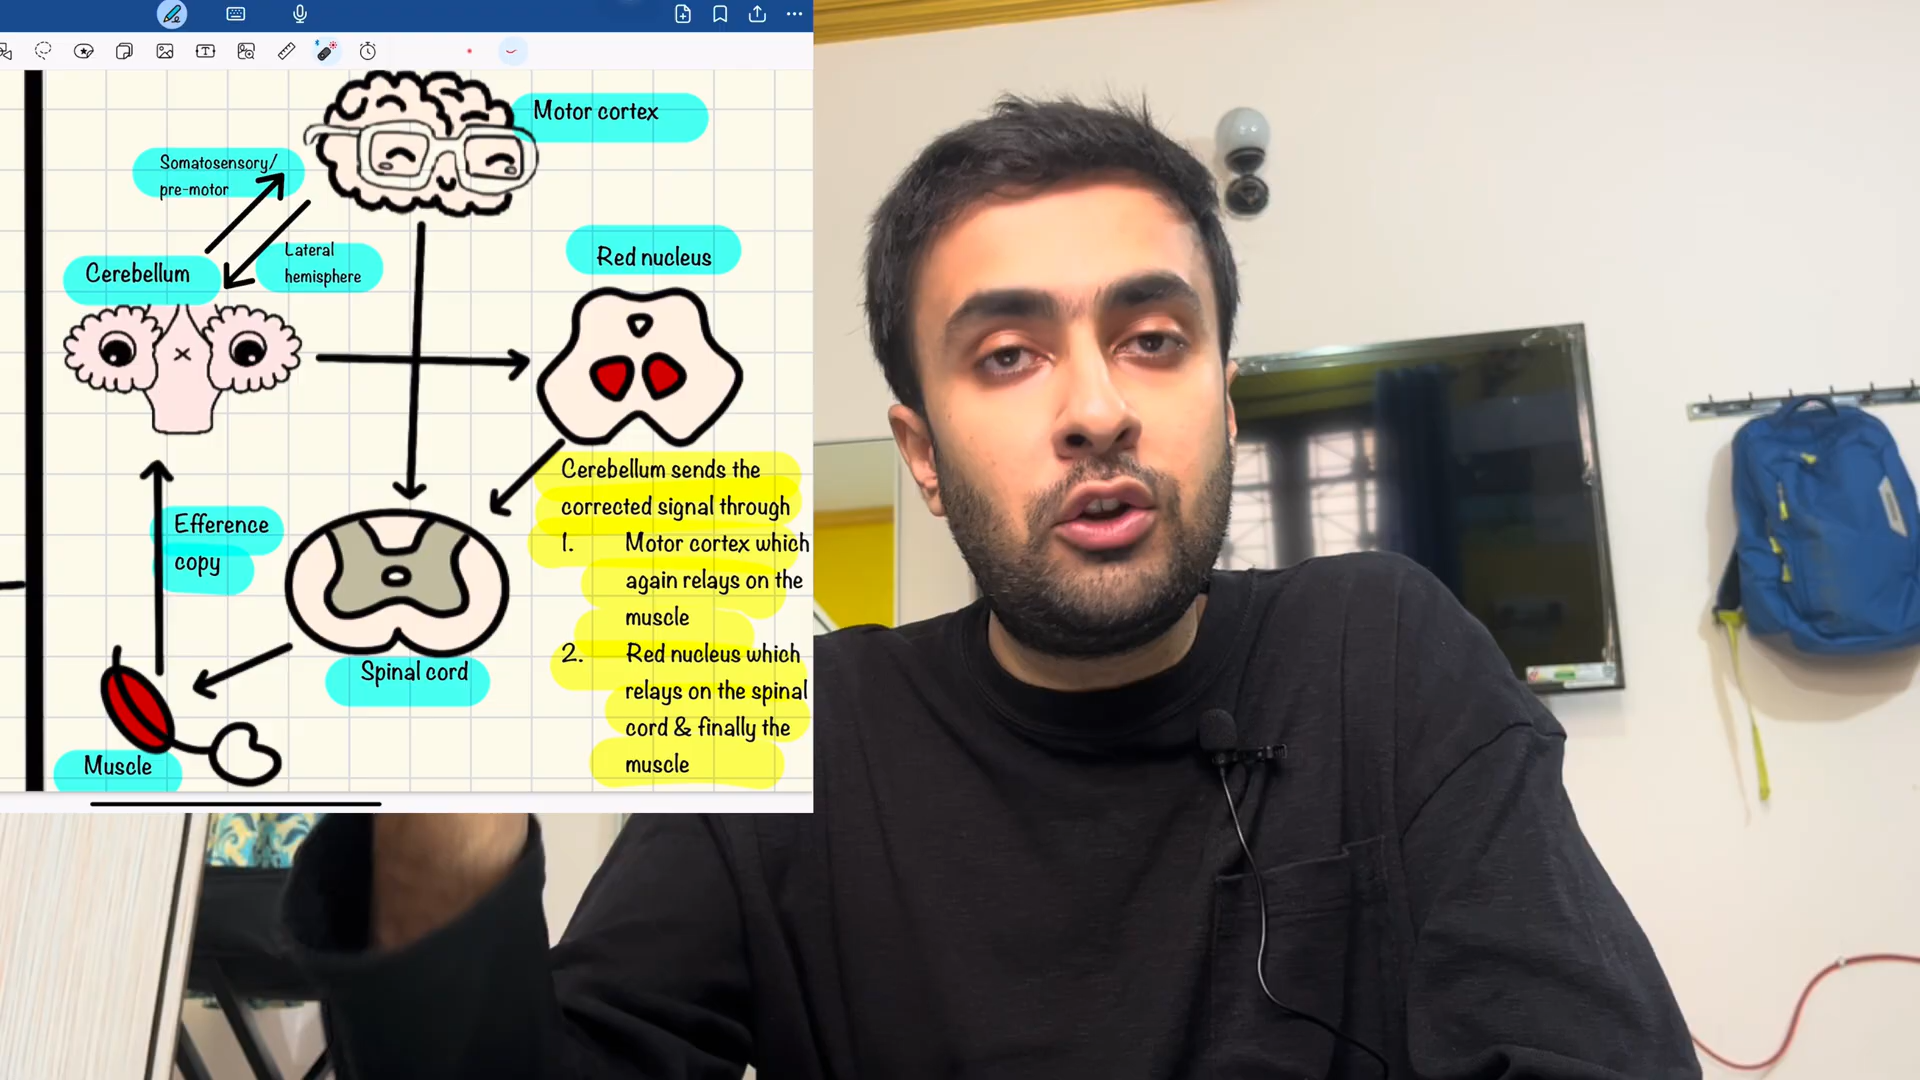 Motor cortex
Somatosensory/
pre-motor
Lateral
hemisphere
Cerebellum
Red nucleus
Efference
copy
Spinal cord
Muscle
Cerebellum sends the
corrected signal through
1. Motor cortex which
again relays on the
muscle
2. Red nucleus which
relays on the spinal
cord & finally the
muscle